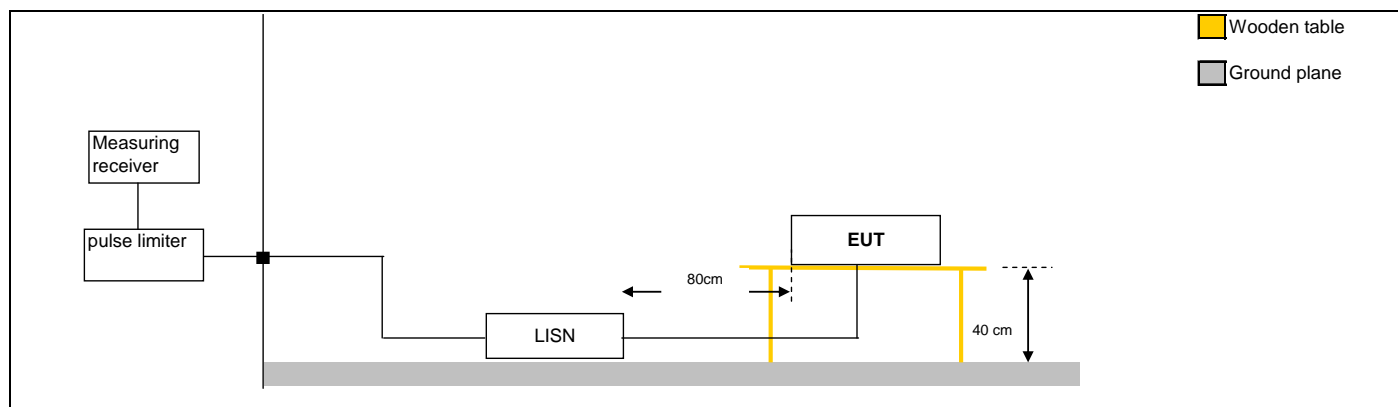 Wooden table
Ground plane
Measuring
receiver
pulse limiter
EUT
80cm
40 cm
LISN